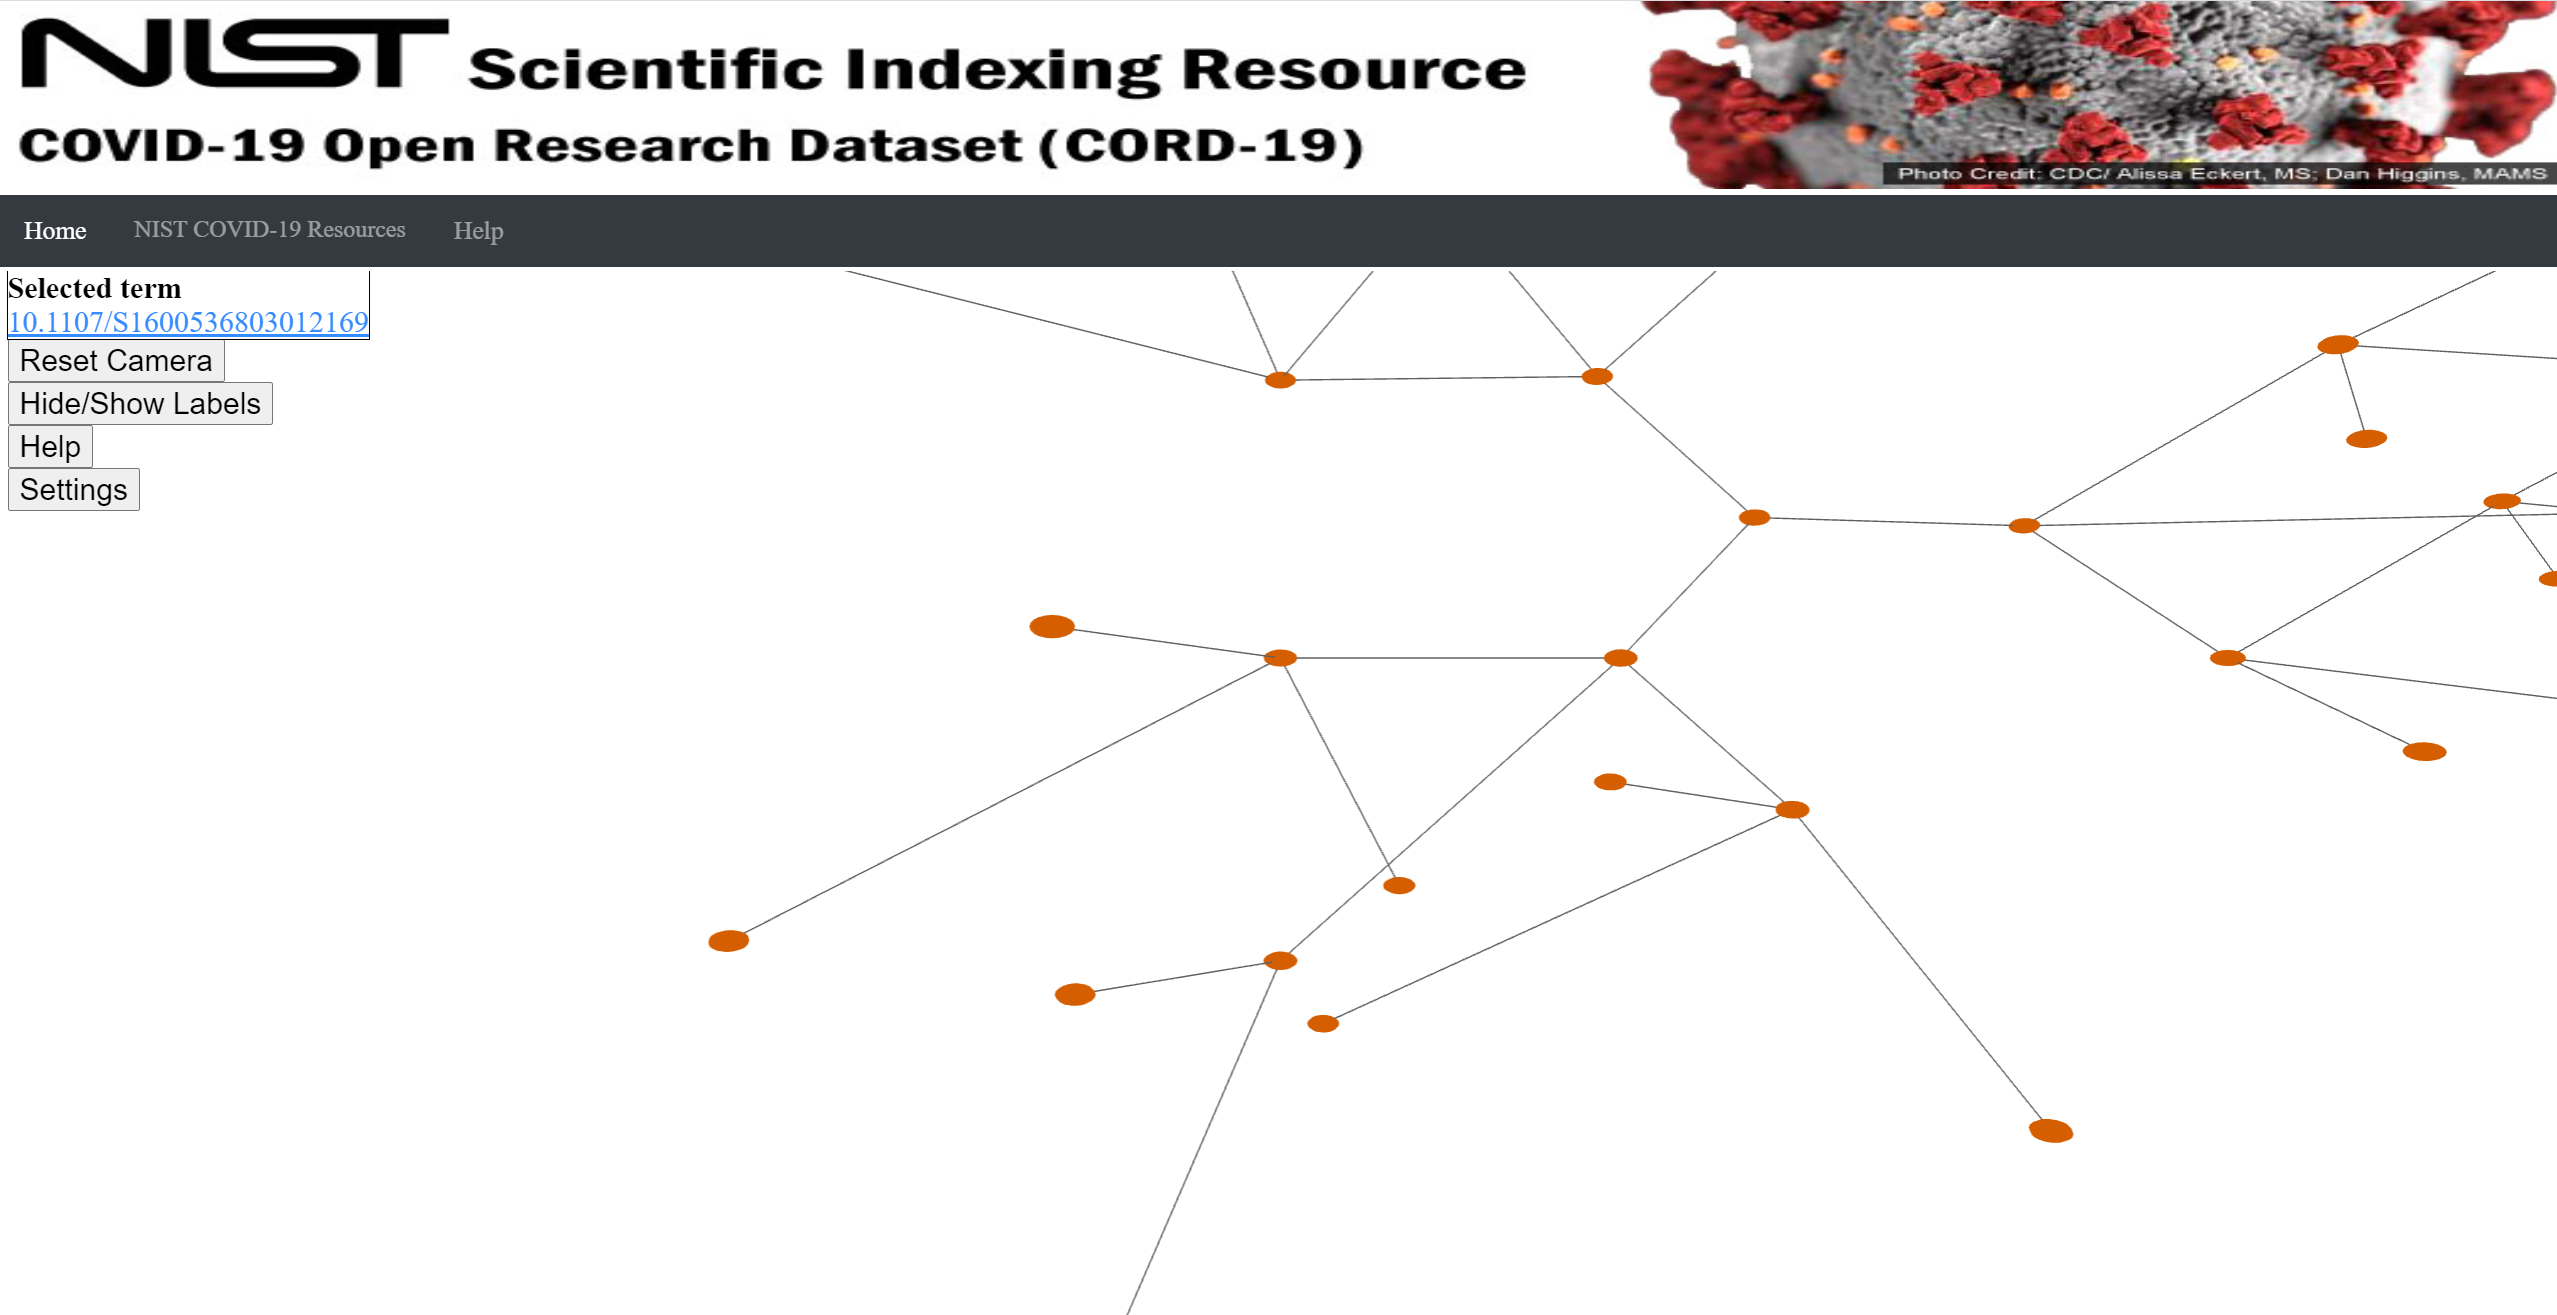 NIST Scientific Indexing Resource
COVID-19 Open Research Dataset (CORD-19)
Photo Credit: CDC/ Alissa Eckert, MS; Dan Higgins, MAMS
Home NIST COVID-19 Resources Help
Selected term
10.1107/S1600536803012169
Reset Camera
Hide/Show Labels
Help
Settings